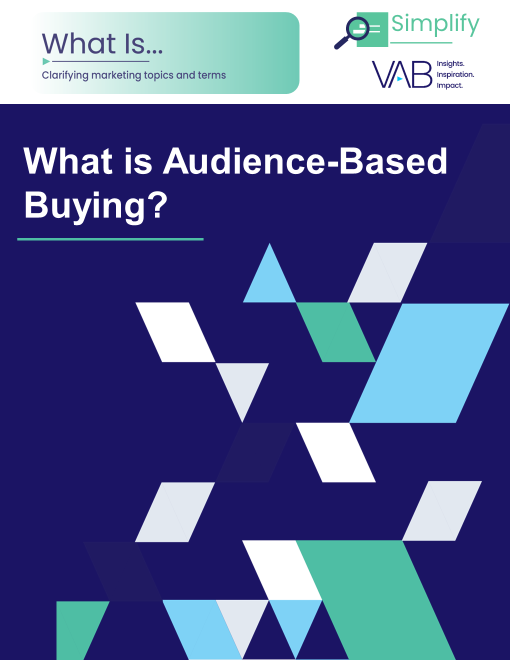 What Is...
Clarifying marketing topics and terms
Simplify
VAB
Insights.
Inspiration.
Impact.
What is Audience-Based
Buying?